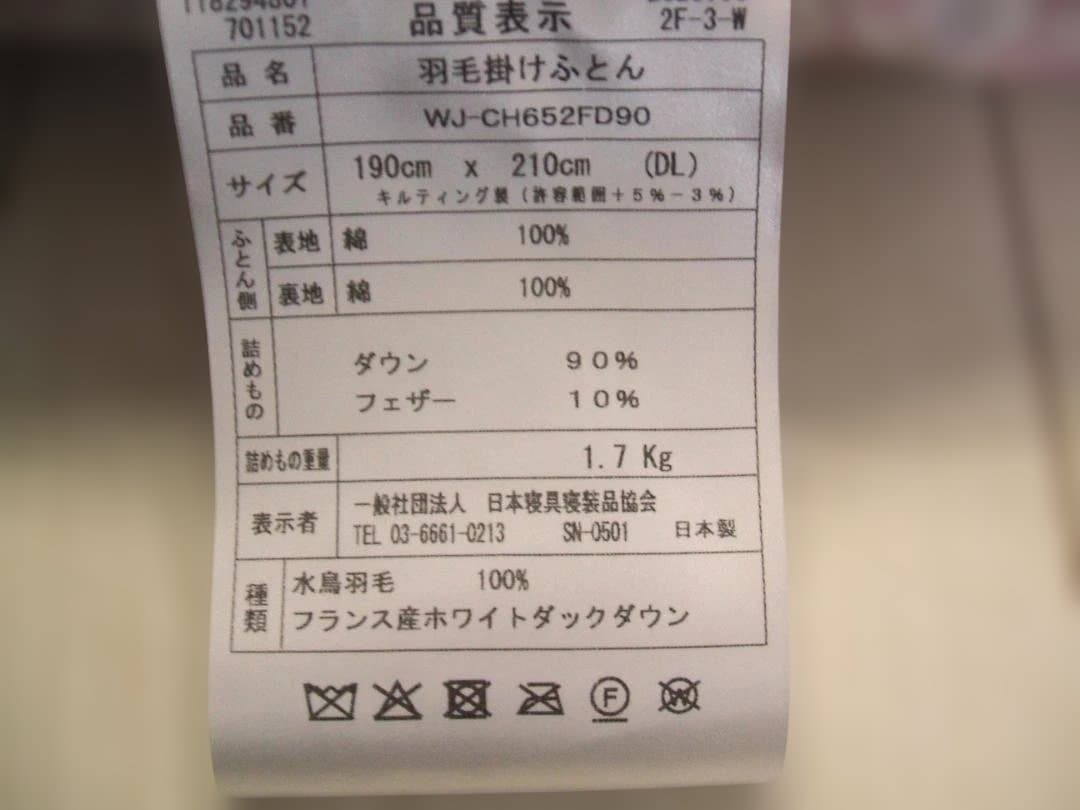 701152
品質表示
2F-3-W
品名 羽毛掛けふとん
品番 WJ-CH652FD90
サイズ 190cm x 210cm (DL)
キルティング製(許容範囲+5%-3%)
ふとん側 表地 綿 100%
裏地 綿 100%
詰めもの ダウン 90%
フェザー 10%
詰めもの重量 1.7 Kg
表示者 一般社団法人 日本寝具寝装品協会
TEL 03-6661-0213 SN-0501 日本製
種類 水鳥羽毛 100%
フランス産ホワイトダックダウン
F
W